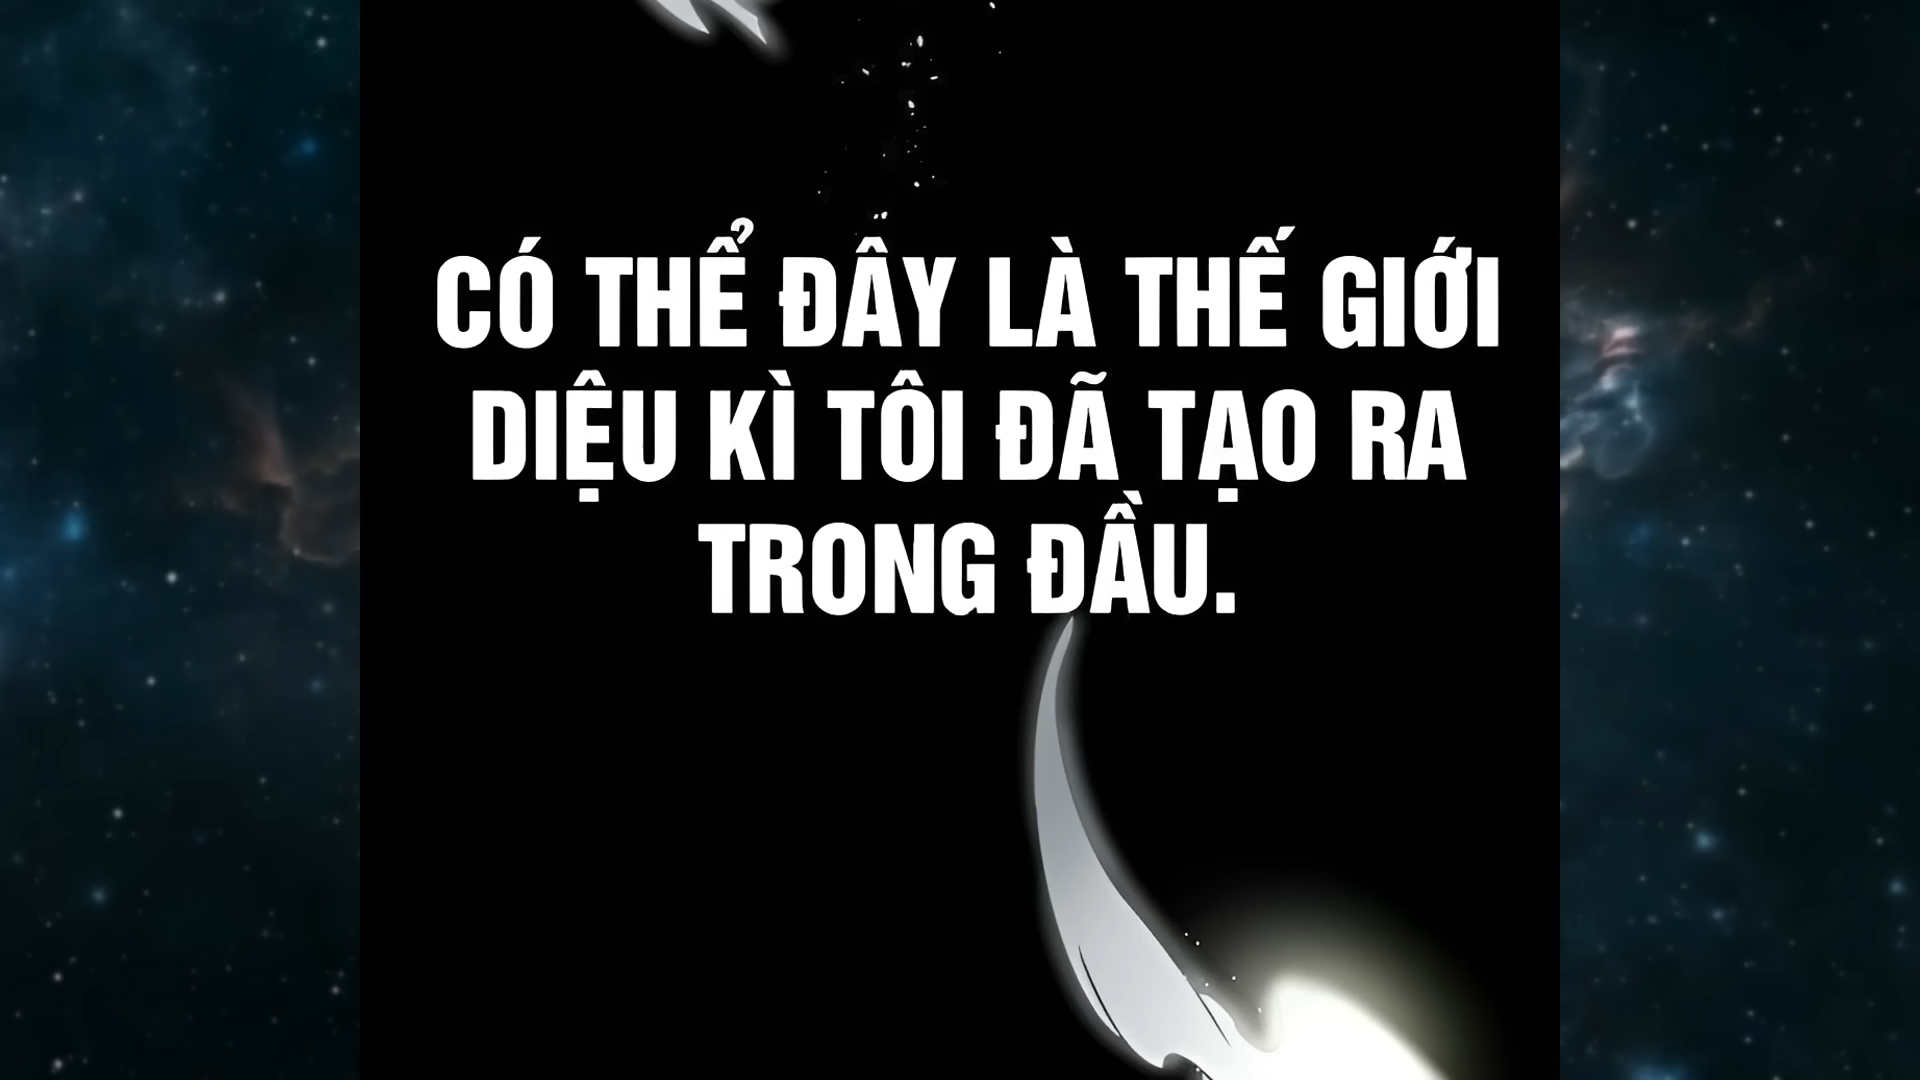 CÓ THỂ ĐÂY LÀ THẾ GIỚI
DIỆU KÌ TÔI ĐÃ TẠO RA
TRONG ĐẦU.